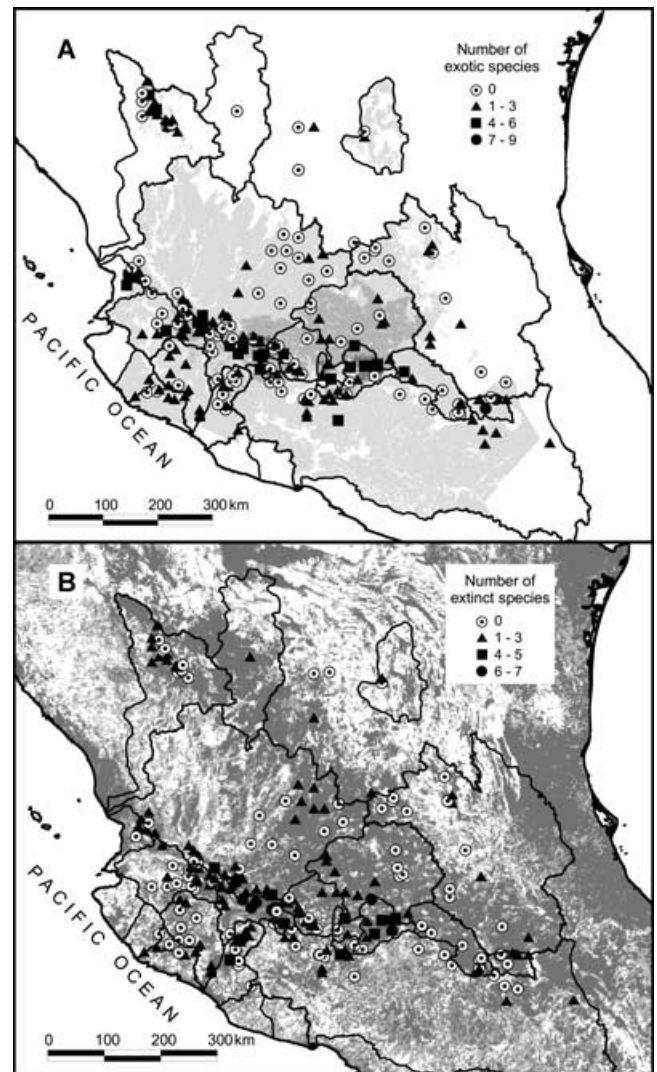 A
Number of
exotic species
0
1 - 3
4 - 6
7 - 9
PACIFIC OCEAN
0 100 200 300 km
B
Number of
extinct species
0
1 - 3
4 - 5
6 - 7
PACIFIC OCEAN
0 100 200 300 km